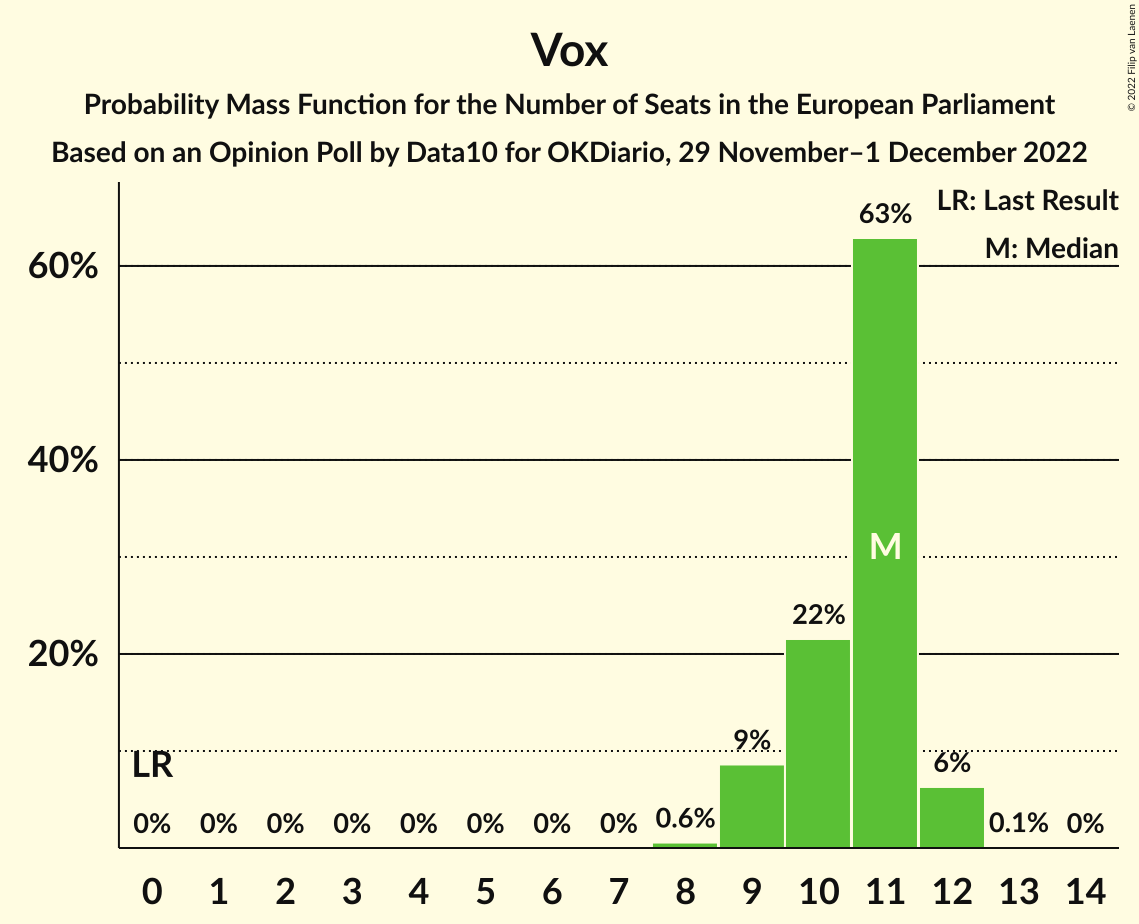 Vox
Probability Mass Function for the Number of Seats in the European Parliament
Based on an Opinion Poll by Data10 for OKDiario, 29 November–1 December 2022
© 2022 Filip van Laenen
LR: Last Result
M: Median
60%
40%
20%
LR
0% 0% 0% 0% 0% 0% 0% 0% 0.6% 9% 22% 63% 6% 0.1% 0%
M
0 1 2 3 4 5 6 7 8 9 10 11 12 13 14